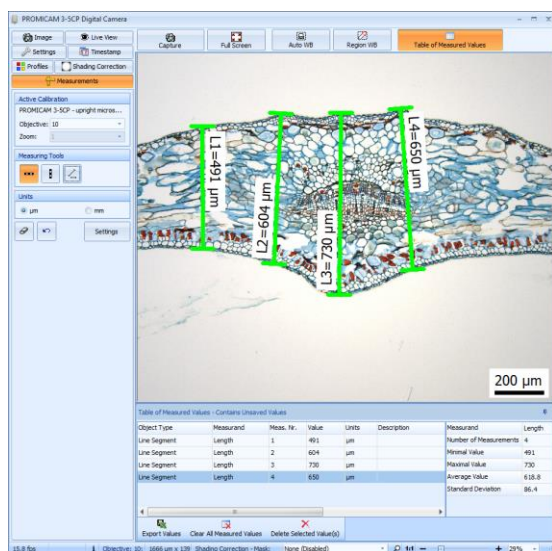 PROMICAM 3-5CP Digital Camera
Image
Live View
Settings
Timestamp
Profiles
Shading Correction
Measurements
Capture
Full Screen
Auto WB
Region WB
Table of Measured Values
Active Calibration
PROMICAM 3-5CP - upright micros...
Objective: 10
Zoom:
Measuring Tools
Units
µm
mm
Settings
L1=491 µm
L2=604 µm
L3=730 µm
L4=650 µm
200 µm
Table of Measured Values - Contains Unsaved Values
Object Type Measurand Meas. Nr. Value Units Description
Line Segment Length 1 491 µm
Line Segment Length 2 604 µm
Line Segment Length 3 730 µm
Line Segment Length 4 650 µm
Measurand Length
Number of Measurements 4
Minimal Value 491
Maximal Value 730
Average Value 618.8
Standard Deviation 86.4
Export Values
Clear All Measured Values
Delete Selected Value(s)
15.8 fps
Shading Correction - Mask: None (Disabled)
1:1
29%